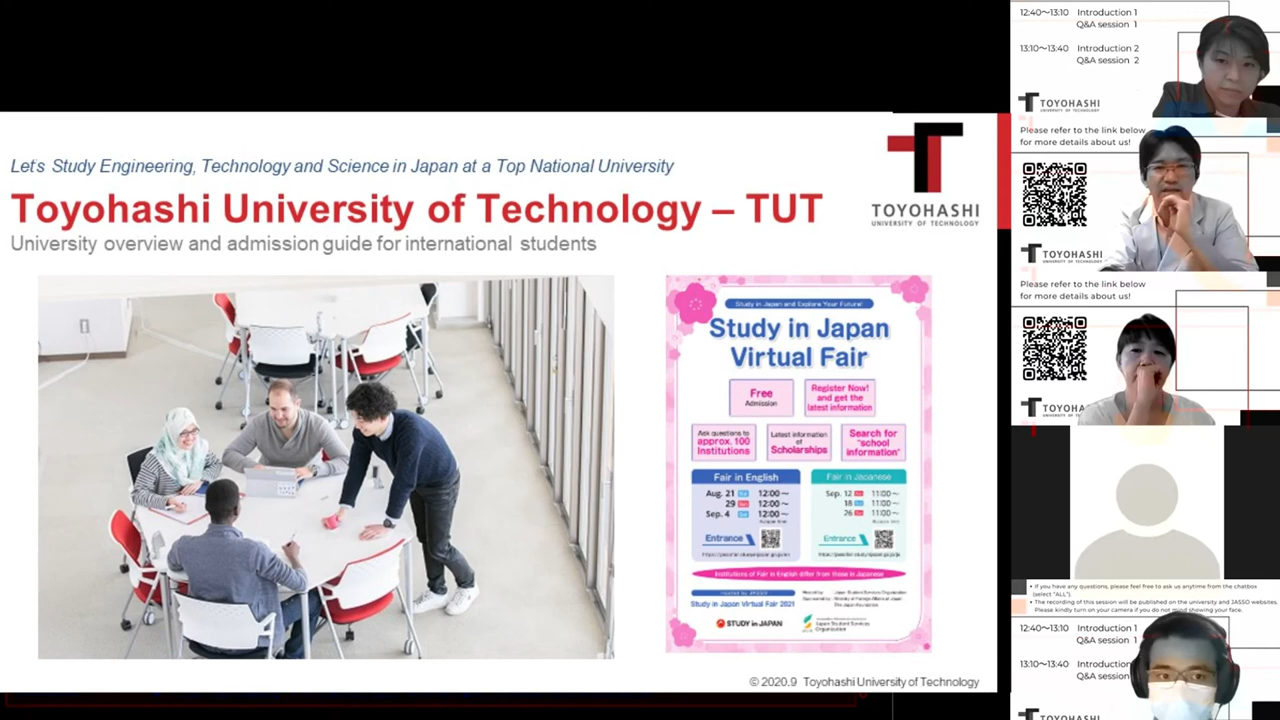 Let's Study Engineering, Technology and Science in Japan at a Top National University
Toyohashi University of Technology – TUT
University overview and admission guide for international students
TOYOHASHI
UNIVERSITY OF TECHNOLOGY
Study in Japan and Explore Your Future!
Study in Japan
Virtual Fair
Free
Admission
Register Now!
and get the
latest information
Ask questions to
approx. 100
Institutions
Latest information
of
Scholarships
Search for
"school
information"
Fair in English
Aug. 21 12:00~
29 12:00~
Sep. 4 12:00~
Entrance
Fair in Japanese
Sep. 12 11:00~
18 11:00~
26 11:00~
Entrance
Institutions of Fair in English differ from those in Japanese
Study in Japan Virtual Fair 2021
STUDY in JAPAN
Japan Student Services
Organization
© 2020.9 Toyohashi University of Technology
12:40~13:10 Introduction 1
Q&A session 1
13:10~13:40 Introduction 2
Q&A session 2
TOYOHASHI
UNIVERSITY OF TECHNOLOGY
Please refer to the link below
for more details about us!
TOYOHASHI
UNIVERSITY OF TECHNOLOGY
Please refer to the link below
for more details about us!
TOYOHA
• If you have any questions, please feel free to ask us anytime from the chatbox
(select "ALL").
• The recording of this session will be published on the university and JASSO websites.
Please kindly turn on your camera if you do not mind showing your face.
12:40~13:10 Introduction 1
Q&A session 1
13:10~13:40 Introduction
Q&A session
TOYOHASHI